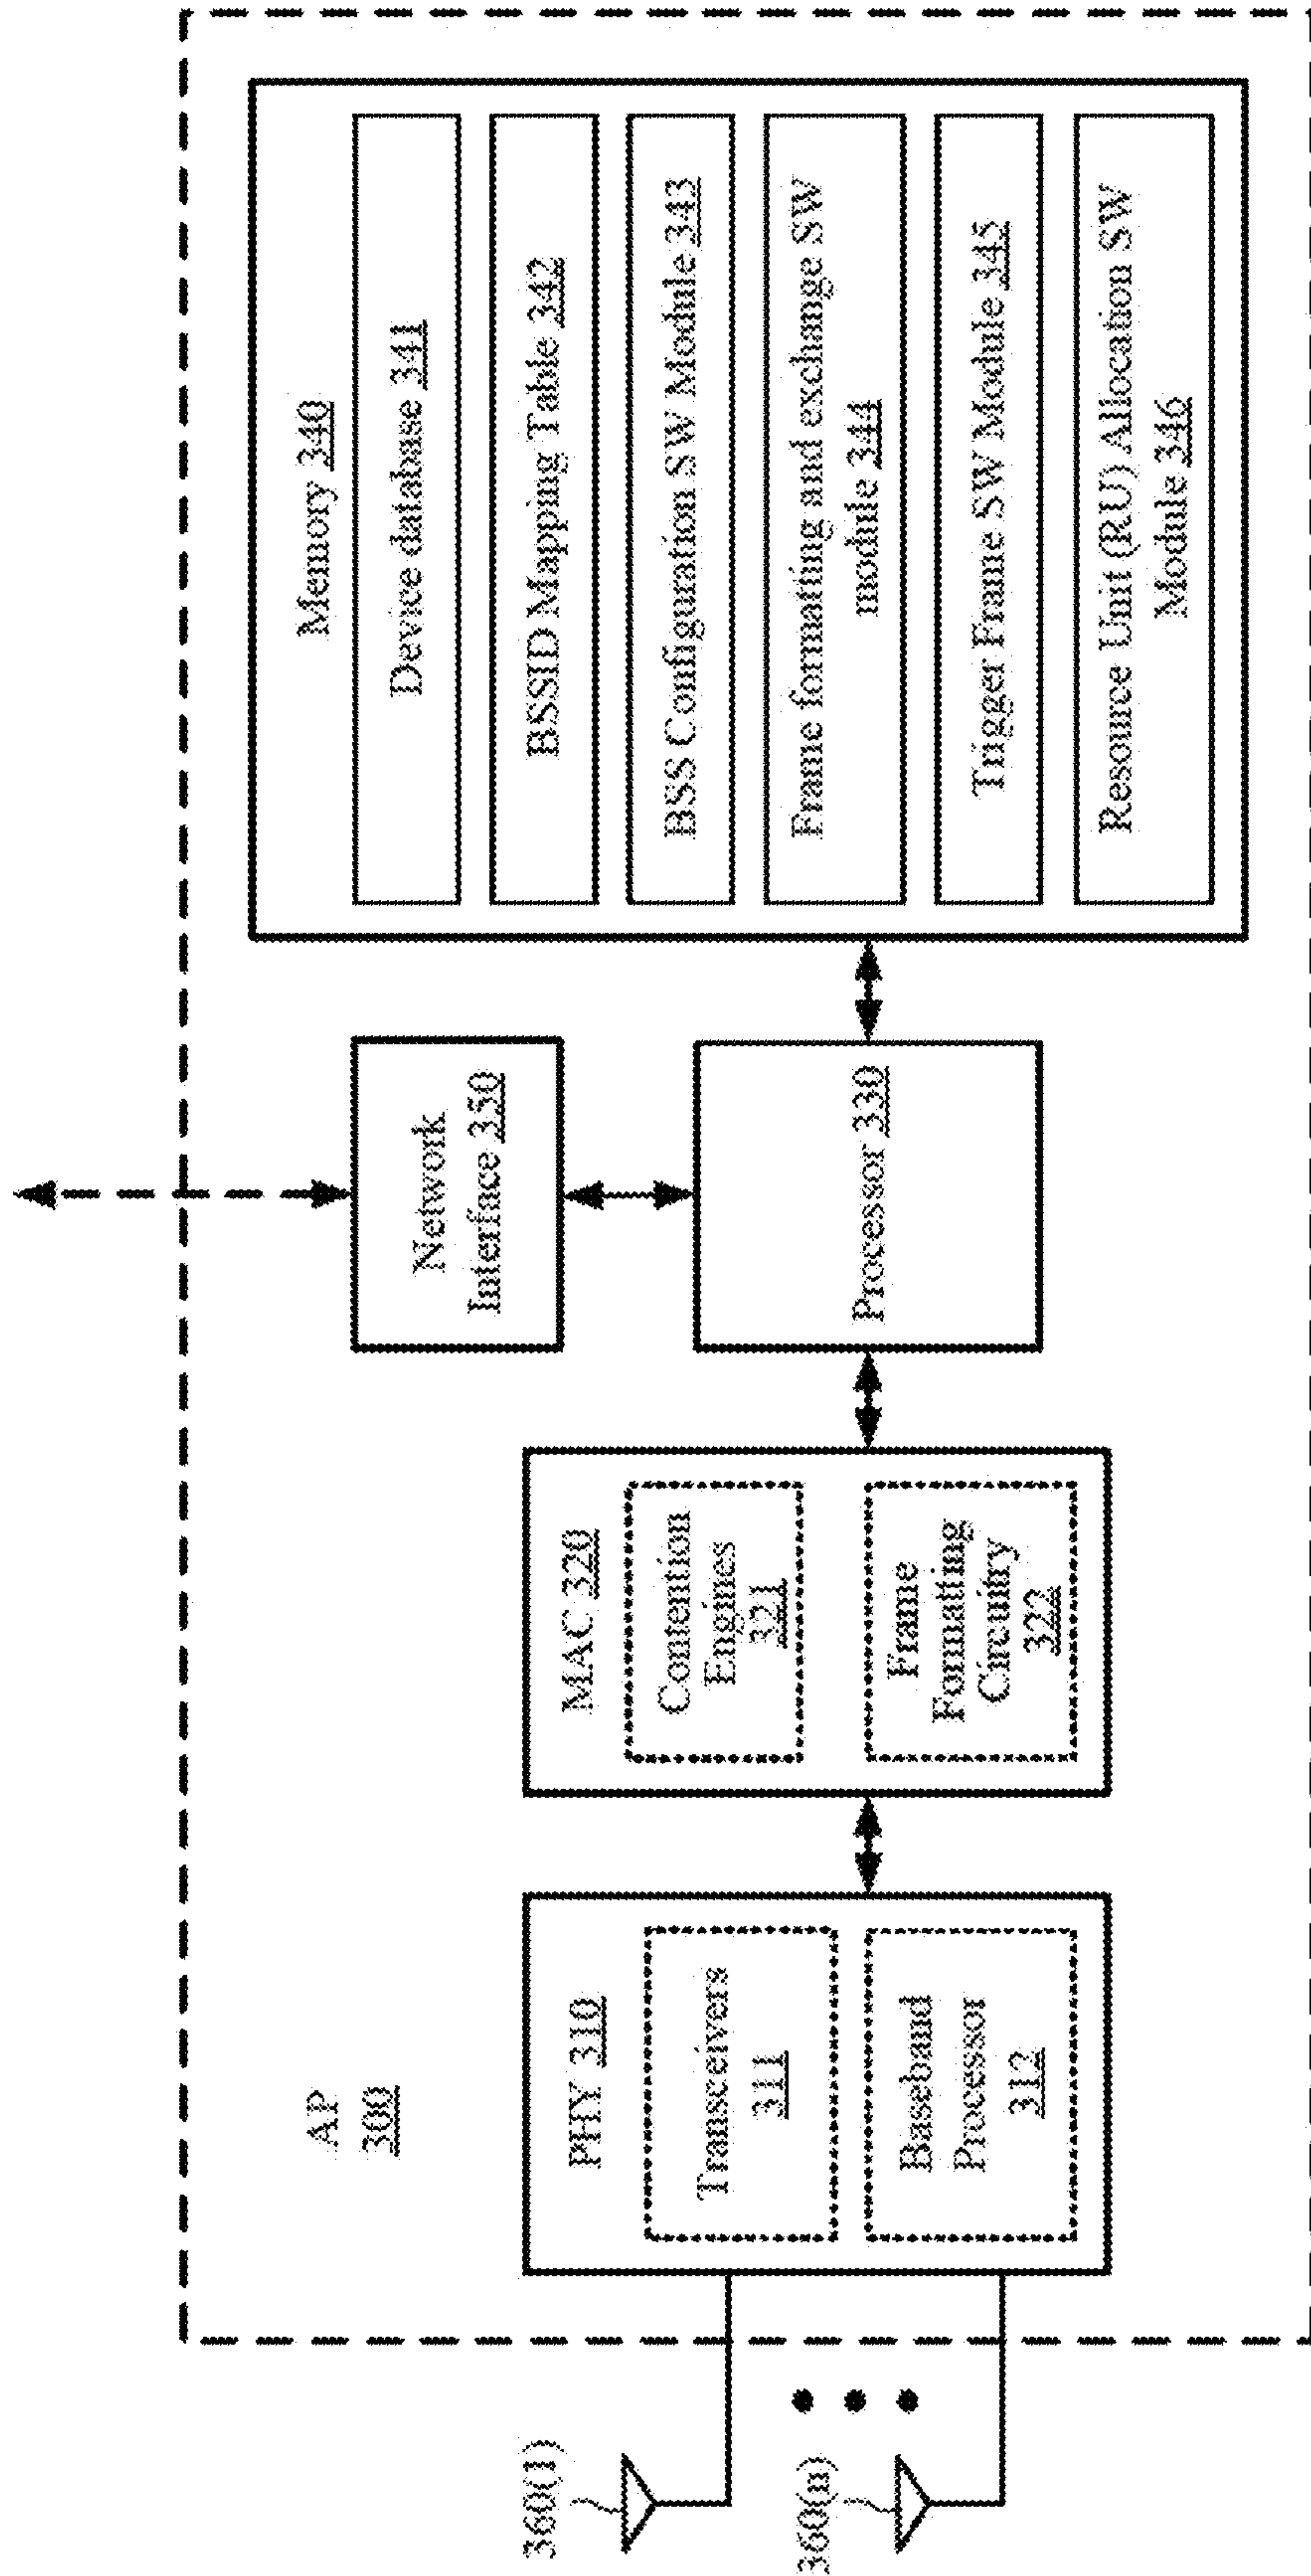 AP
300
360(1)
360(n)
PHY 310
Transceivers
311
Baseband
Processor
312
MAC 320
Contention
Engines
321
Frame
Formatting
Circuitry
322
Network
Interface 350
Processor 330
Memory 340
Device database 341
BSSID Mapping Table 342
BSS Configuration SW Module 343
Frame formatting and exchange SW
module 344
Trigger Frame SW Module 345
Resource Unit (RU) Allocation SW
Module 346